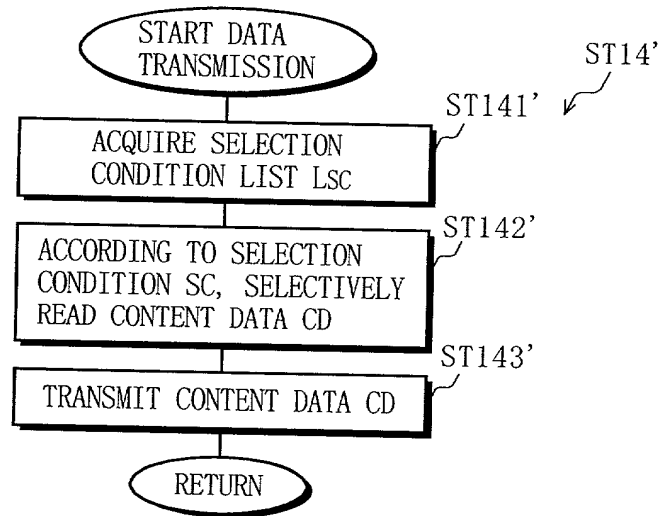 START DATA
TRANSMISSION
ST14'
ST141'
ACQUIRE SELECTION
CONDITION LIST LSC
ST142'
ACCORDING TO SELECTION
CONDITION SC, SELECTIVELY
READ CONTENT DATA CD
ST143'
TRANSMIT CONTENT DATA CD
RETURN